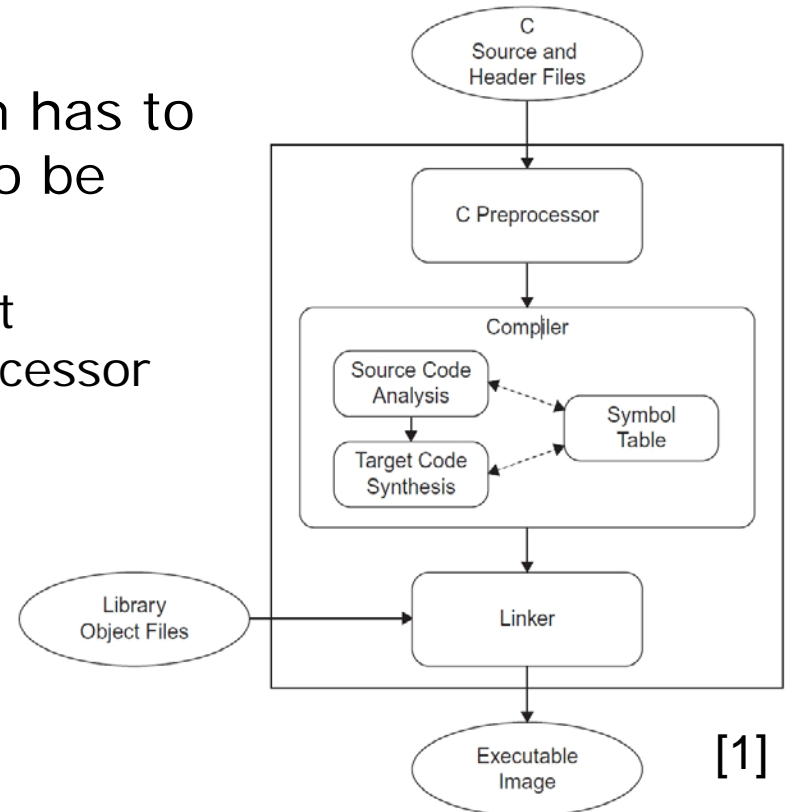 n has to
o be
t
cessor
C
Source and
Header Files
C Preprocessor
Compiler
Source Code
Analysis
Symbol
Table
Target Code
Synthesis
Library
Object Files
Linker
Executable
Image
[1]